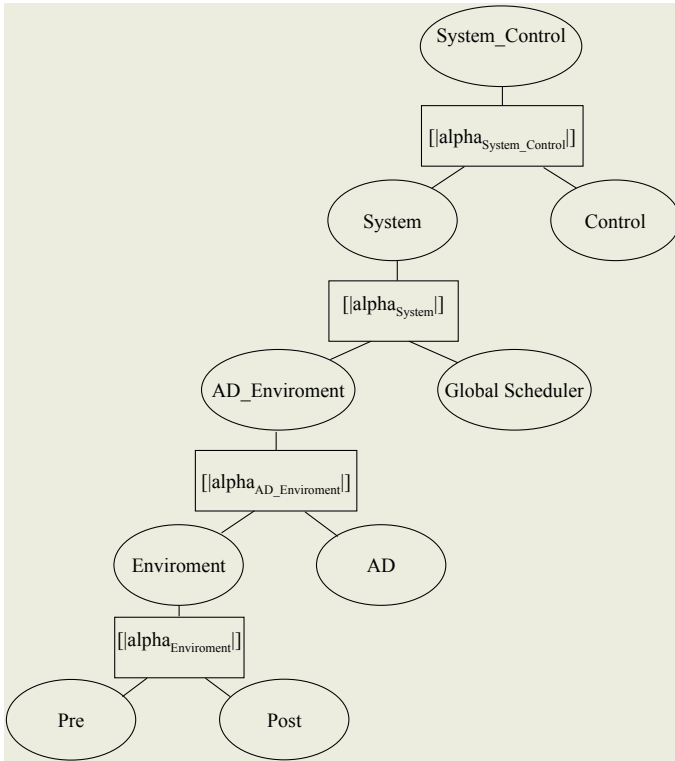 System_Control
[|alphaSystem_Control|]
System
Control
[|alphaSystem|]
AD_Enviroment
Global Scheduler
[|alphaAD_Enviroment|]
Enviroment
AD
[|alphaEnviroment|]
Pre
Post